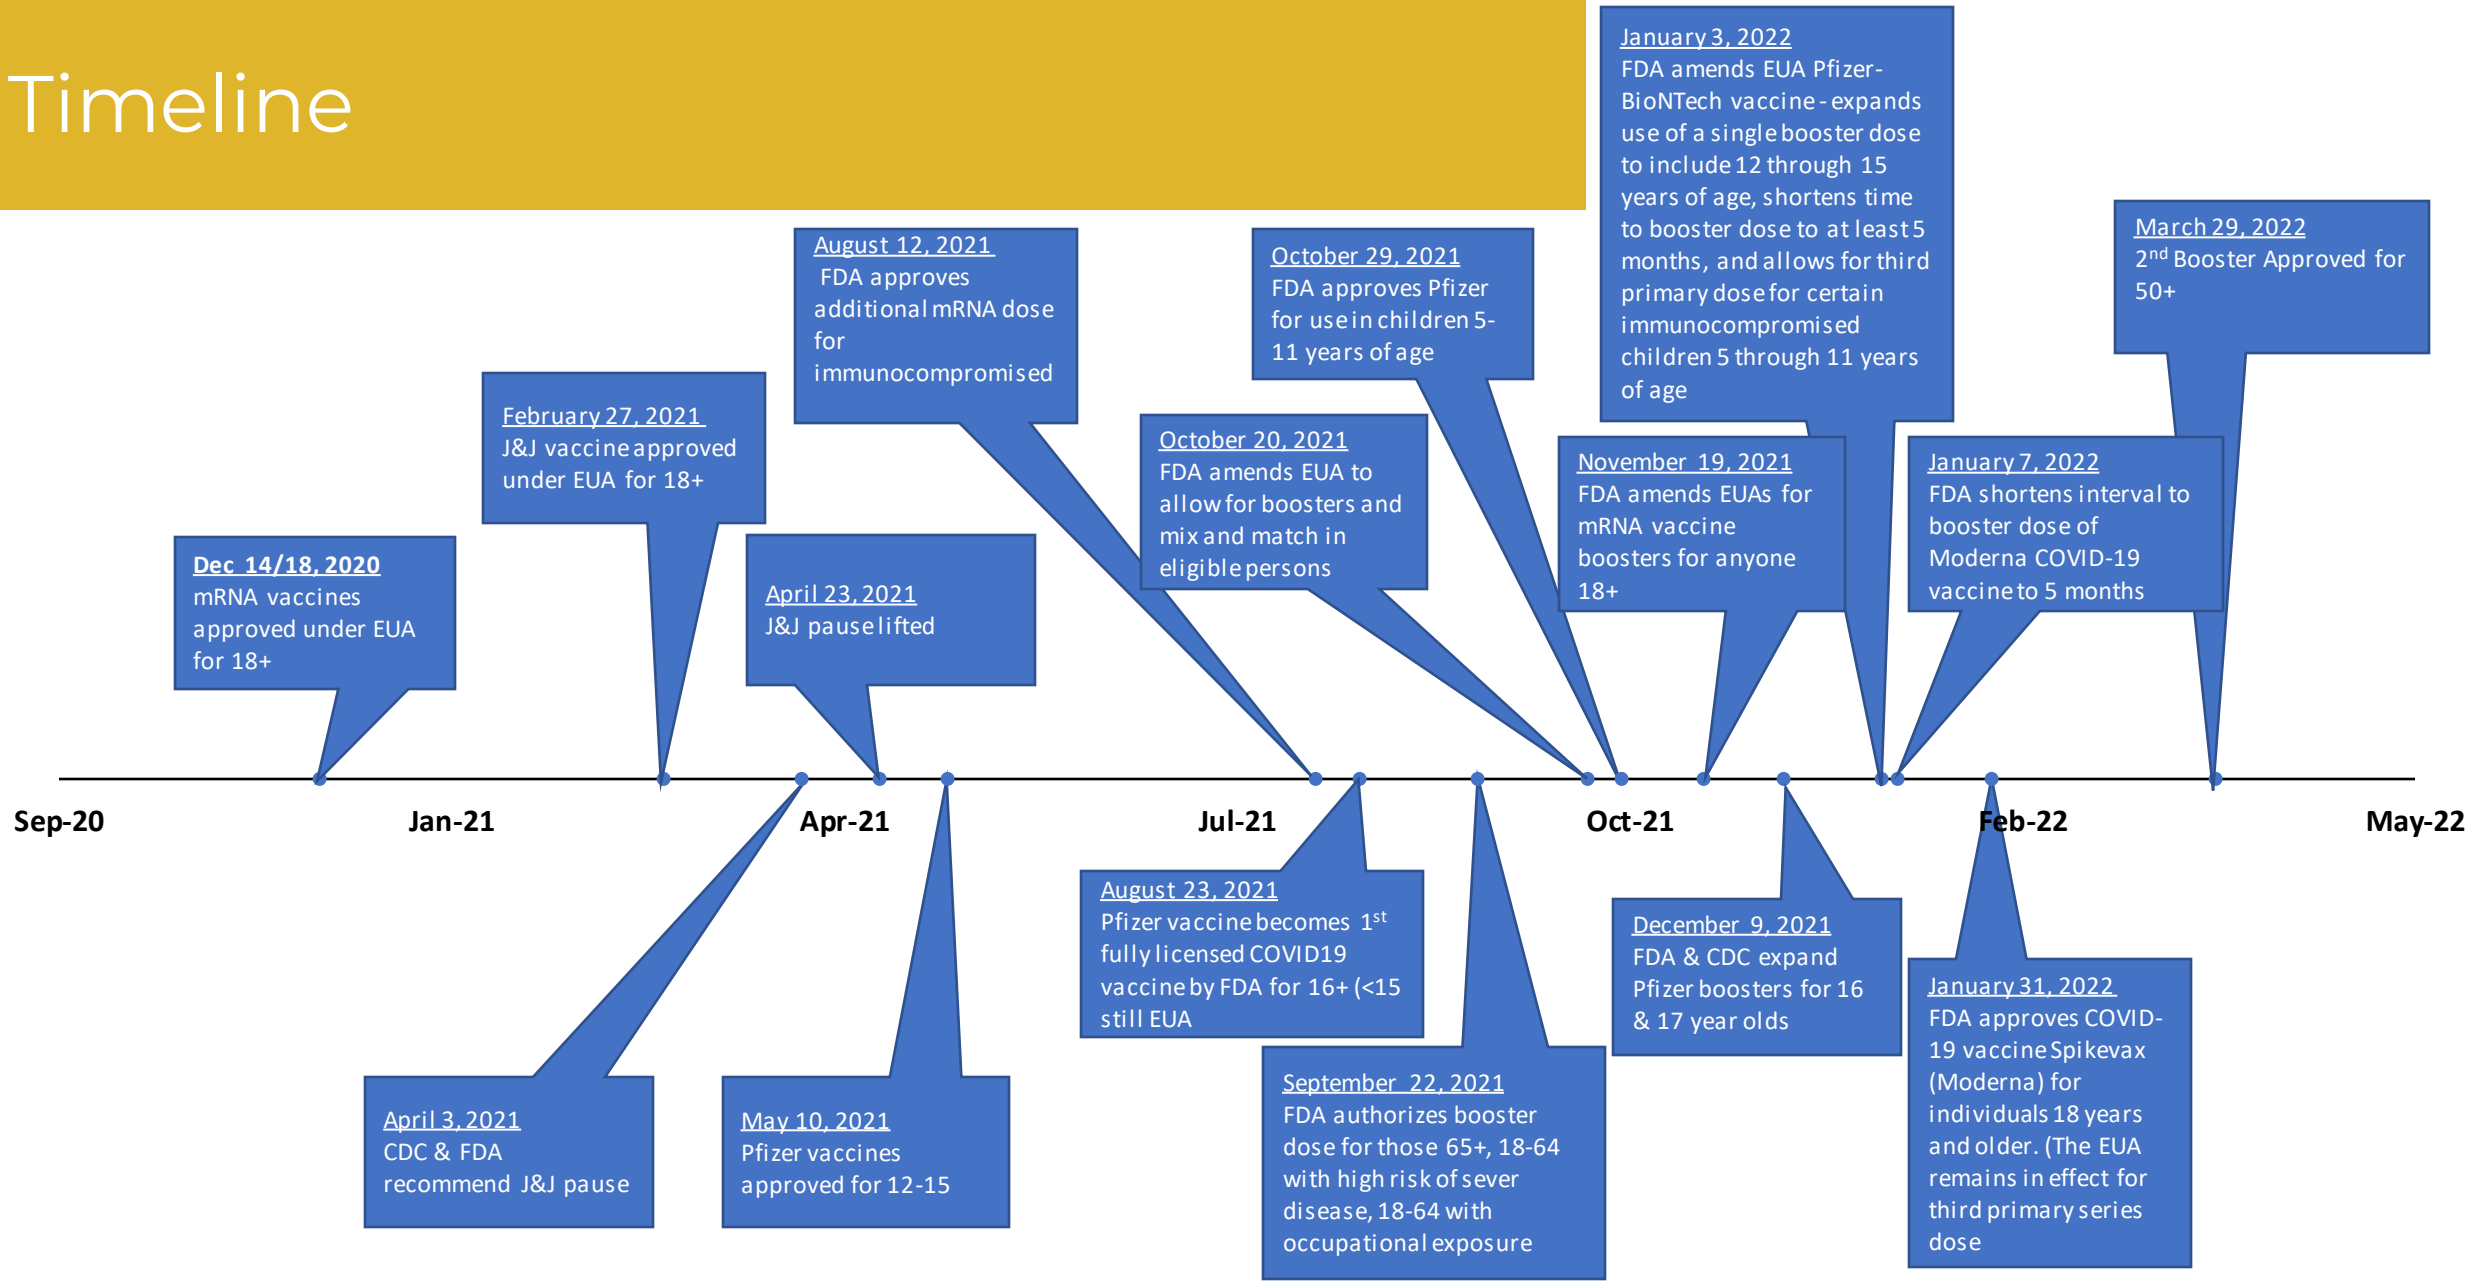 Timeline
January 3, 2022
FDA amends EUA Pfizer-
BioNTech vaccine - expands
use of a single booster dose
to include 12 through 15
years of age, shortens time
to booster dose to at least 5
months, and allows for third
primary dose for certain
immunocompromised
children 5 through 11 years
of age
March 29, 2022
2nd Booster Approved for
50+
August 12, 2021
FDA approves
additional mRNA dose
for
immunocompromised
October 29, 2021
FDA approves Pfizer
for use in children 5-
11 years of age
February 27, 2021
J&J vaccine approved
under EUA for 18+
October 20, 2021
FDA amends EUA to
allow for boosters and
mix and match in
eligible persons
November 19, 2021
FDA amends EUAs for
mRNA vaccine
boosters for anyone
18+
January 7, 2022
FDA shortens interval to
booster dose of
Moderna COVID-19
vaccine to 5 months
Dec 14/18, 2020
mRNA vaccines
approved under EUA
for 18+
April 23, 2021
J&J pause lifted
Sep-20
Jan-21
Apr-21
Jul-21
Oct-21
Feb-22
May-22
August 23, 2021
Pfizer vaccine becomes 1st
fully licensed COVID19
vaccine by FDA for 16+ (<15
still EUA
December 9, 2021
FDA & CDC expand
Pfizer boosters for 16
& 17 year olds
January 31, 2022
FDA approves COVID-
19 vaccine Spikevax
(Moderna) for
individuals 18 years
and older. (The EUA
remains in effect for
third primary series
dose
April 3, 2021
CDC & FDA
recommend J&J pause
May 10, 2021
Pfizer vaccines
approved for 12-15
September 22, 2021
FDA authorizes booster
dose for those 65+, 18-64
with high risk of sever
disease, 18-64 with
occupational exposure